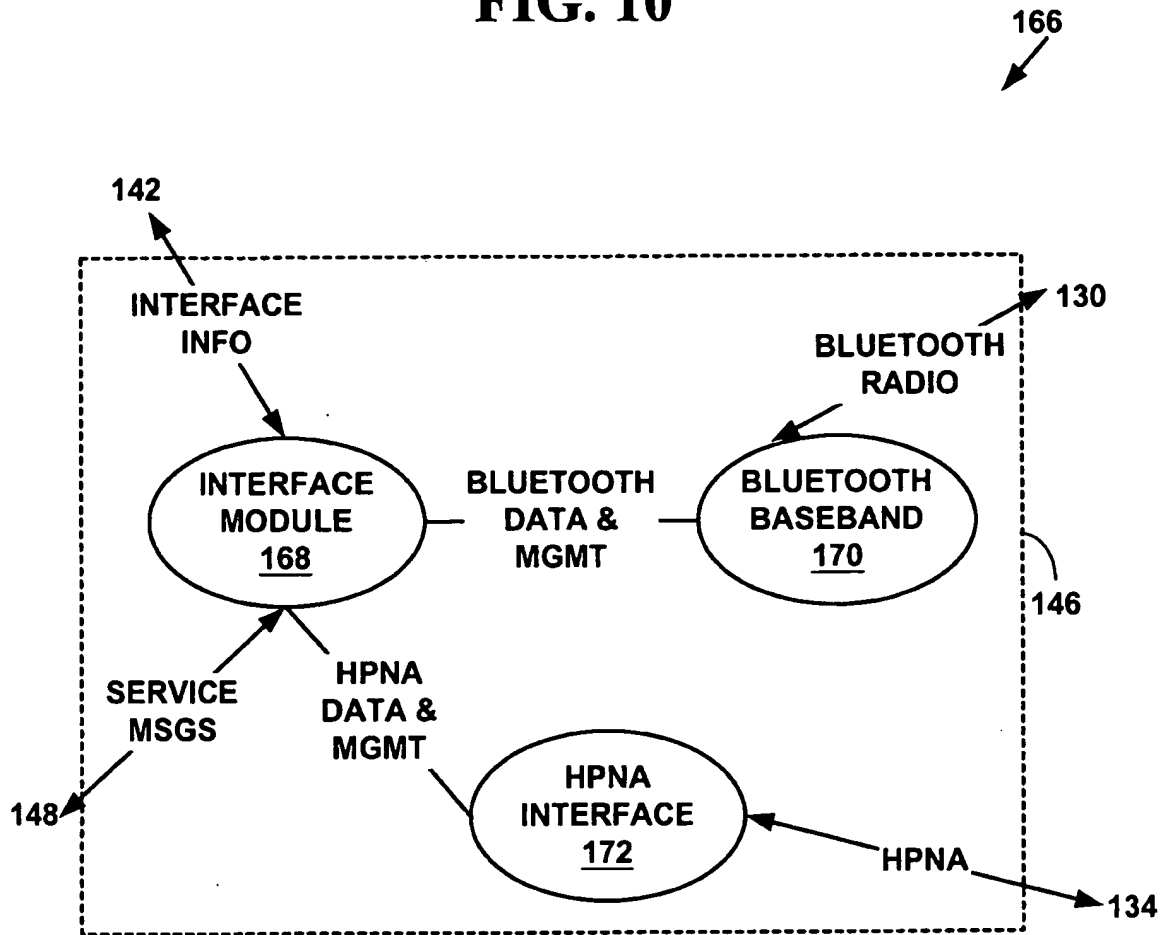 FIG. 10
166
142
INTERFACE
INFO
130
BLUETOOTH
RADIO
INTERFACE
MODULE
168
BLUETOOTH
DATA &
MGMT
BLUETOOTH
BASEBAND
170
146
SERVICE
MSGS
148
HPNA
DATA &
MGMT
HPNA
INTERFACE
172
HPNA
134